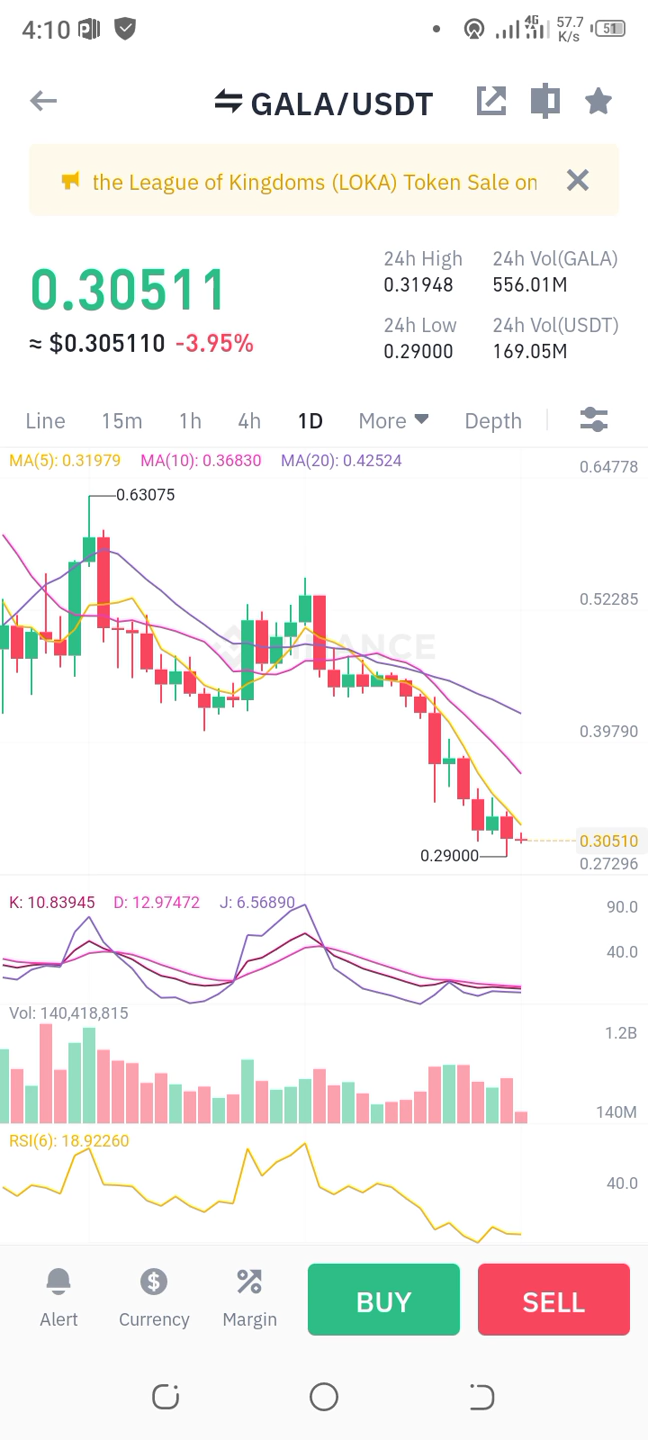 4:10
4G
57.7
K/s
51
GALA/USDT
the League of Kingdoms (LOKA) Token Sale on
0.30511
≈ $0.305110 -3.95%
24h High
0.31948
24h Vol(GALA)
556.01M
24h Low
0.29000
24h Vol(USDT)
169.05M
Line 15m 1h 4h 1D More Depth
MA(5): 0.31979 MA(10): 0.36830 MA(20): 0.42524
0.64778
0.63075
0.52285
BINANCE
0.39790
0.30510
0.29000
0.27296
K: 10.83945 D: 12.97472 J: 6.56890
90.0
40.0
Vol: 140,418,815
1.2B
140M
RSI(6): 18.92260
40.0
Alert Currency Margin
BUY
SELL